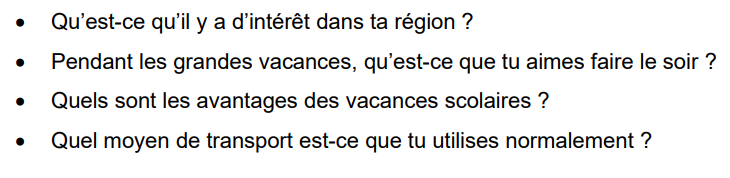 • Qu’est-ce qu’il y a d’intérêt dans ta région ?
• Pendant les grandes vacances, qu’est-ce que tu aimes faire le soir ?
• Quels sont les avantages des vacances scolaires ?
• Quel moyen de transport est-ce que tu utilises normalement ?